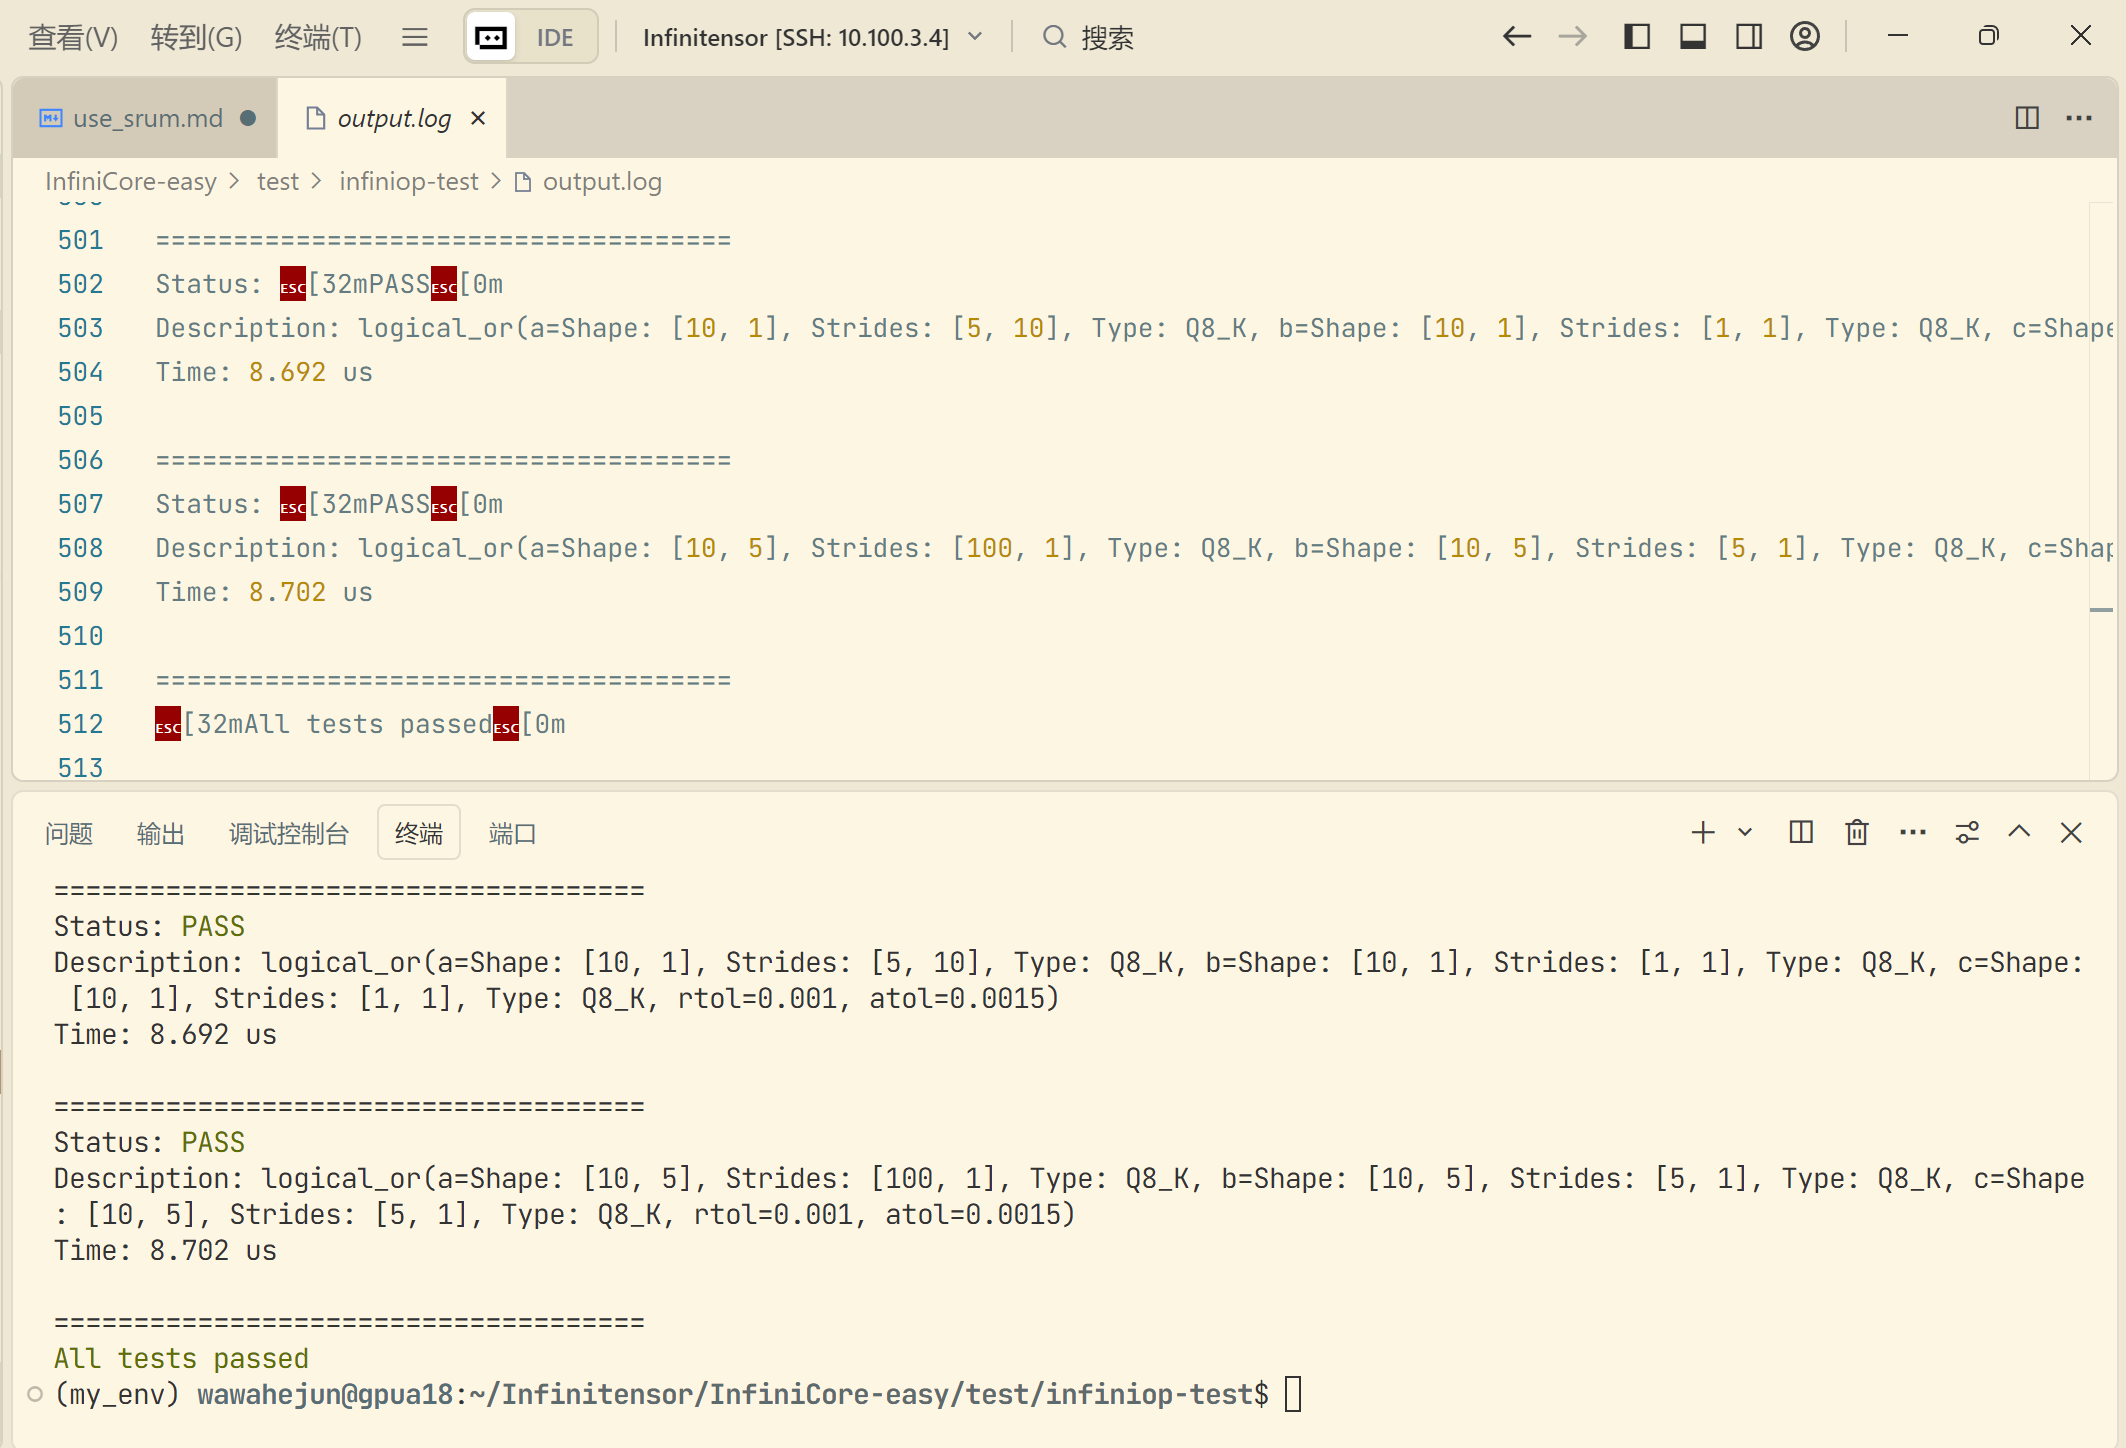 查看(V) 转到(G) 终端(T) IDE Infinitensor [SSH: 10.100.3.4] 搜索
use_srum.md output.log
InfiniCore-easy > test > infiniop-test > output.log
501 =====================================
502 Status: ESC[32mPASSESC[0m
503 Description: logical_or(a=Shape: [10, 1], Strides: [5, 10], Type: Q8_K, b=Shape: [10, 1], Strides: [1, 1], Type: Q8_K, c=Shape
504 Time: 8.692 us
505
506 =====================================
507 Status: ESC[32mPASSESC[0m
508 Description: logical_or(a=Shape: [10, 5], Strides: [100, 1], Type: Q8_K, b=Shape: [10, 5], Strides: [5, 1], Type: Q8_K, c=Shap
509 Time: 8.702 us
510
511 =====================================
512 ESC[32mAll tests passedESC[0m
513
问题 输出 调试控制台 终端 端口
=====================================
Status: PASS
Description: logical_or(a=Shape: [10, 1], Strides: [5, 10], Type: Q8_K, b=Shape: [10, 1], Strides: [1, 1], Type: Q8_K, c=Shape:
[10, 1], Strides: [1, 1], Type: Q8_K, rtol=0.001, atol=0.0015)
Time: 8.692 us
=====================================
Status: PASS
Description: logical_or(a=Shape: [10, 5], Strides: [100, 1], Type: Q8_K, b=Shape: [10, 5], Strides: [5, 1], Type: Q8_K, c=Shape
: [10, 5], Strides: [5, 1], Type: Q8_K, rtol=0.001, atol=0.0015)
Time: 8.702 us
=====================================
All tests passed
(my_env) wawahejun@gpua18:~/Infinitensor/InfiniCore-easy/test/infiniop-test$